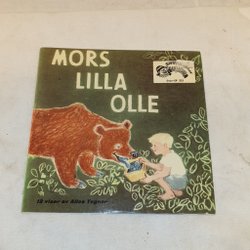 MORS
LILLA
OLLE
12 visor av Alice Tegnér